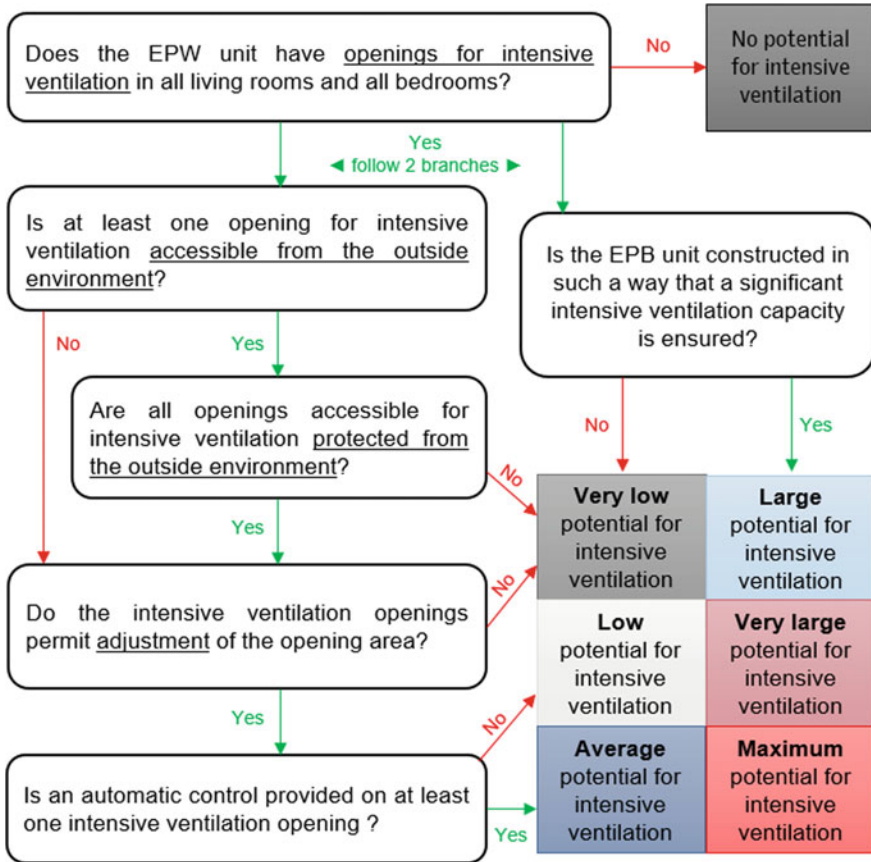 Does the EPW unit have openings for intensive
ventilation in all living rooms and all bedrooms?
No
No potential
for intensive
ventilation
Yes
◄ follow 2 branches ►
Is at least one opening for intensive
ventilation accessible from the outside
environment?
Is the EPB unit constructed in
such a way that a significant
intensive ventilation capacity
is ensured?
No
Yes
No
Yes
Are all openings accessible for
intensive ventilation protected from
the outside environment?
No
Yes
Very low
potential for
intensive
ventilation
Large
potential for
intensive
ventilation
Do the intensive ventilation openings
permit adjustment of the opening area?
No
Low
potential for
intensive
ventilation
Very large
potential for
intensive
ventilation
Yes
No
Is an automatic control provided on at least
one intensive ventilation opening ?
Yes
Average
potential for
intensive
ventilation
Maximum
potential for
intensive
ventilation